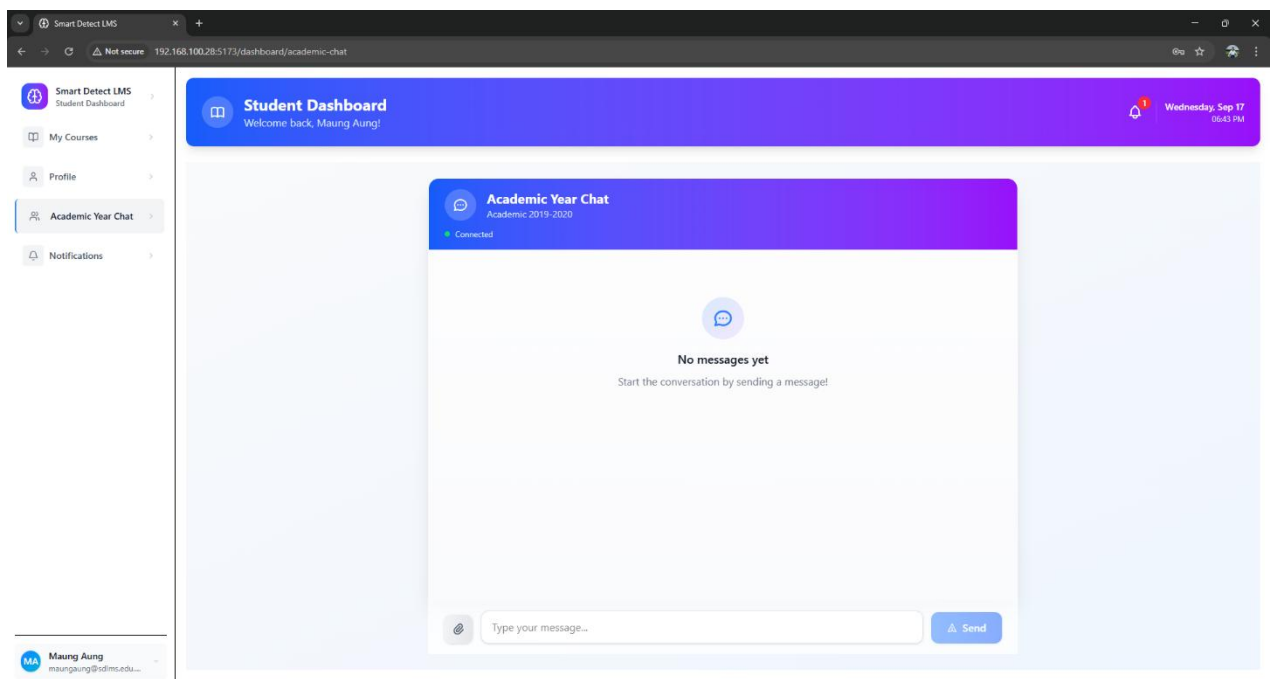 Smart Detect LMS
Not secure 192.168.100.28:5173/dashboard/academic-chat
Smart Detect LMS
Student Dashboard
My Courses
Profile
Academic Year Chat
Notifications
Student Dashboard
Welcome back, Maung Aung!
1
Wednesday, Sep 17
06:43 PM
Academic Year Chat
Academic 2019-2020
Connected
No messages yet
Start the conversation by sending a message!
Type your message...
Send
MA
Maung Aung
maungaung@sdlms.edu....